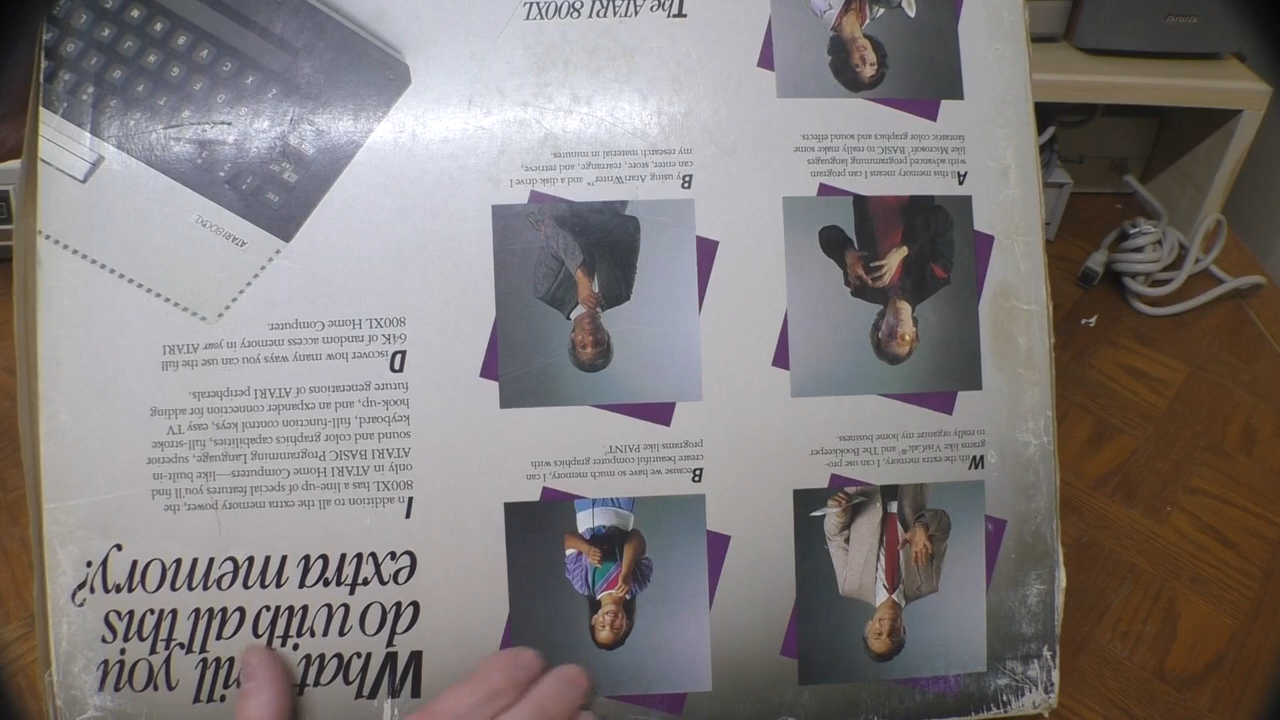 What will you
do with all this
extra memory?
In addition to all the extra memory power, the
800XL has a line-up of special features you'll find
only in ATARI Home Computers—like built-in
ATARI BASIC Programming Language, superior
sound and color graphics capabilities, full-stroke
keyboard, full-function control keys, easy TV
hook-up, and an expander connection for adding
future generations of ATARI peripherals.
Discover how many ways you can use the full
64K of random access memory in your ATARI
800XL Home Computer.
ATARI 800XL
Because we have so much memory, I can
create beautiful computer graphics with
programs like PAINT.
By using AtariWriter™ and a disk drive I
can enter, store, rearrange, and retrieve,
my research material in minutes.
The ATARI 800XL
With the extra memory, I can use pro-
grams like VisiCalc® and The Bookkeeper
to really organize my home business.
All this memory means I can program
with advanced programming languages
like Microsoft® BASIC to really make some
fantastic color graphics and sound effects.